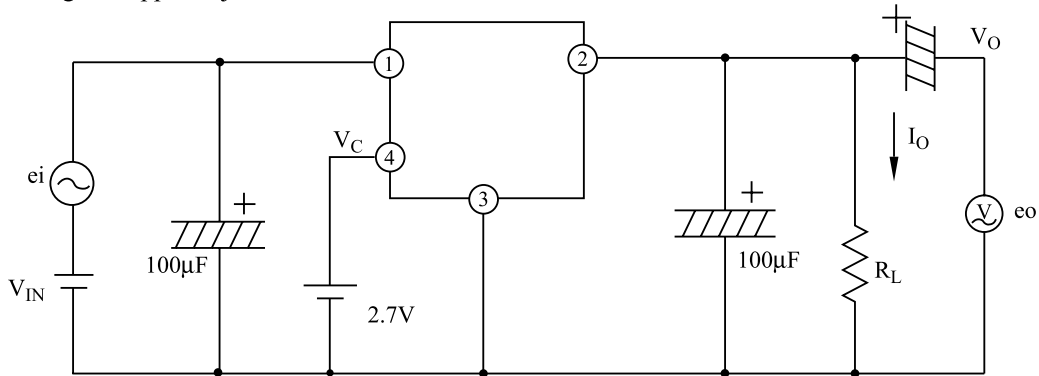 +
V_O
1
2
V_C
I_O
4
ei
3
+
+
V
eo
100μF
100μF
R_L
V_IN
2.7V